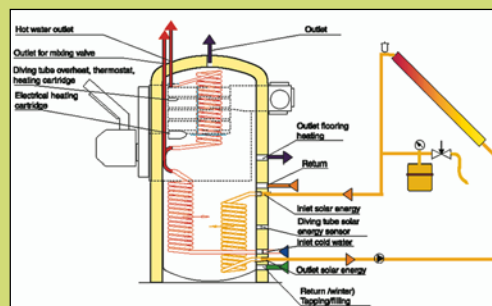 Hot water outlet
Outlet
Outlet for mixing valve
Diving tube overheat, thermostat,
heating cartridge
Electrical heating
cartridge
Outlet flooring
heating
Return
Inlet solar energy
Diving tube solar
energy sensor
Inlet cold water
Outlet solar energy
Return /winter)
Tapping/filling